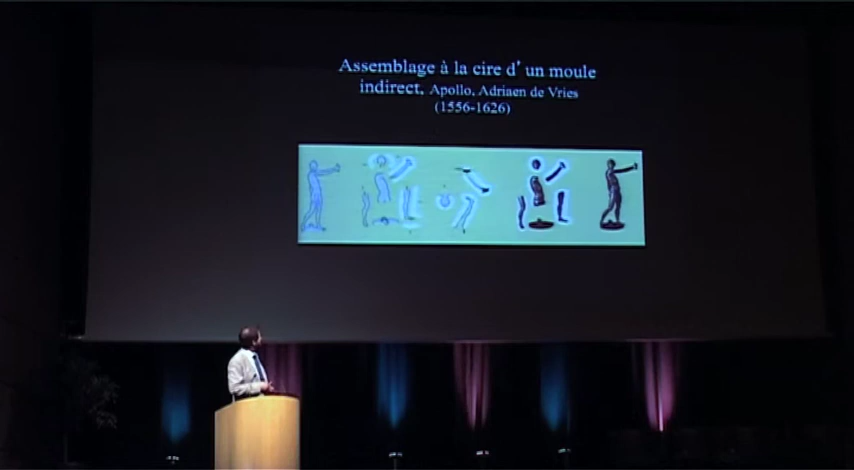 Assemblage à la cire d' un moule
indirect, Apollo, Adriaen de Vries
(1556-1626)